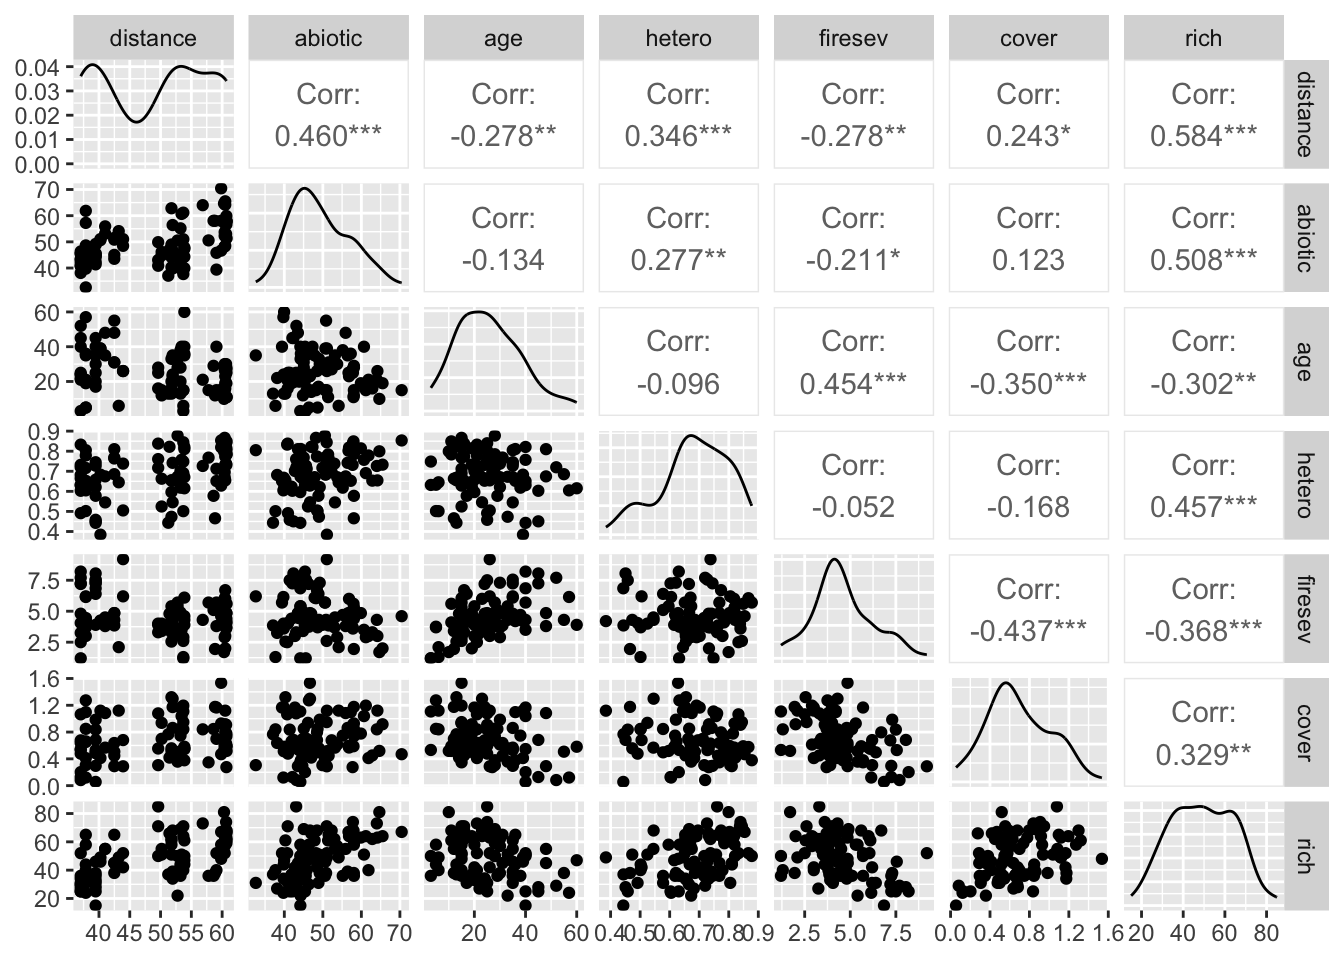 distance abiotic age hetero firesev cover rich
0.04
0.03
0.02
0.01
0.00
Corr:
0.460***
Corr:
-0.278**
Corr:
0.346***
Corr:
-0.278**
Corr:
0.243*
Corr:
0.584***
distance
70
60
50
40
Corr:
-0.134
Corr:
0.277**
Corr:
-0.211*
Corr:
0.123
Corr:
0.508***
abiotic
60
40
20
Corr:
-0.096
Corr:
0.454***
Corr:
-0.350***
Corr:
-0.302**
age
0.9
0.8
0.7
0.6
0.5
0.4
Corr:
-0.052
Corr:
-0.168
Corr:
0.457***
hetero
7.5
5.0
2.5
Corr:
-0.437***
Corr:
-0.368***
firesev
1.6
1.2
0.8
0.4
0.0
Corr:
0.329**
cover
80
60
40
20
rich
40 45 50 55 60
40 50 60 70
20 40 60
0.4 0.5 0.6 0.7 0.8 0.9
2.5 5.0 7.5
0.0 0.4 0.8 1.2 1.6
20 40 60 80